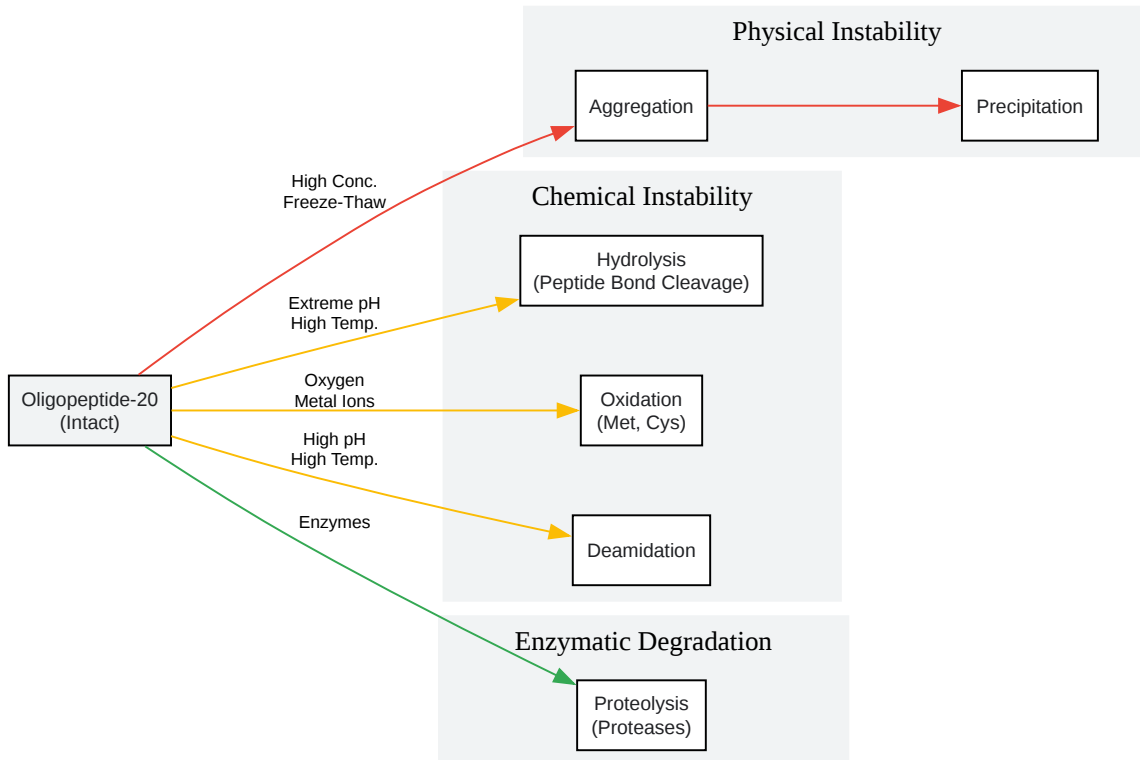 Physical Instability
Aggregation
Precipitation
High Conc.
Freeze-Thaw
Chemical Instability
Hydrolysis
(Peptide Bond Cleavage)
Extreme pH
High Temp.
Oligopeptide-20
(Intact)
Oxygen
Metal Ions
Oxidation
(Met, Cys)
High pH
High Temp.
Deamidation
Enzymes
Enzymatic Degradation
Proteolysis
(Proteases)